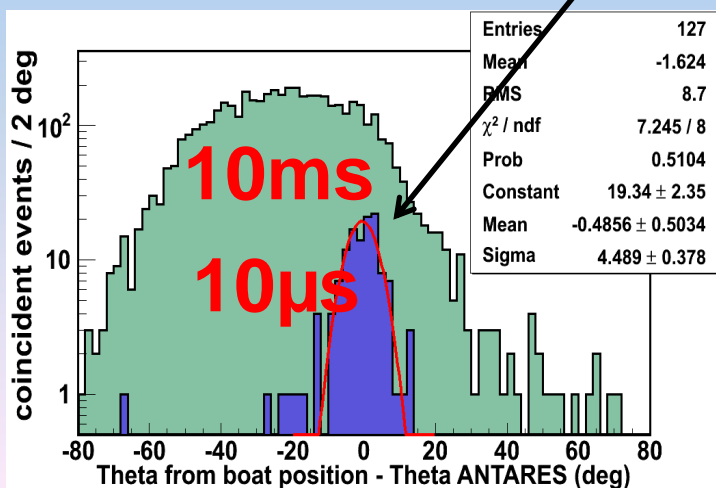 Entries 127
Mean -1.624
RMS 8.7
χ² / ndf 7.245 / 8
Prob 0.5104
Constant 19.34 ± 2.35
Mean -0.4856 ± 0.5034
Sigma 4.489 ± 0.378
coincident events / 2 deg
10²
10
1
10ms
10µs
-80 -60 -40 -20 0 20 40 60 80
Theta from boat position - Theta ANTARES (deg)